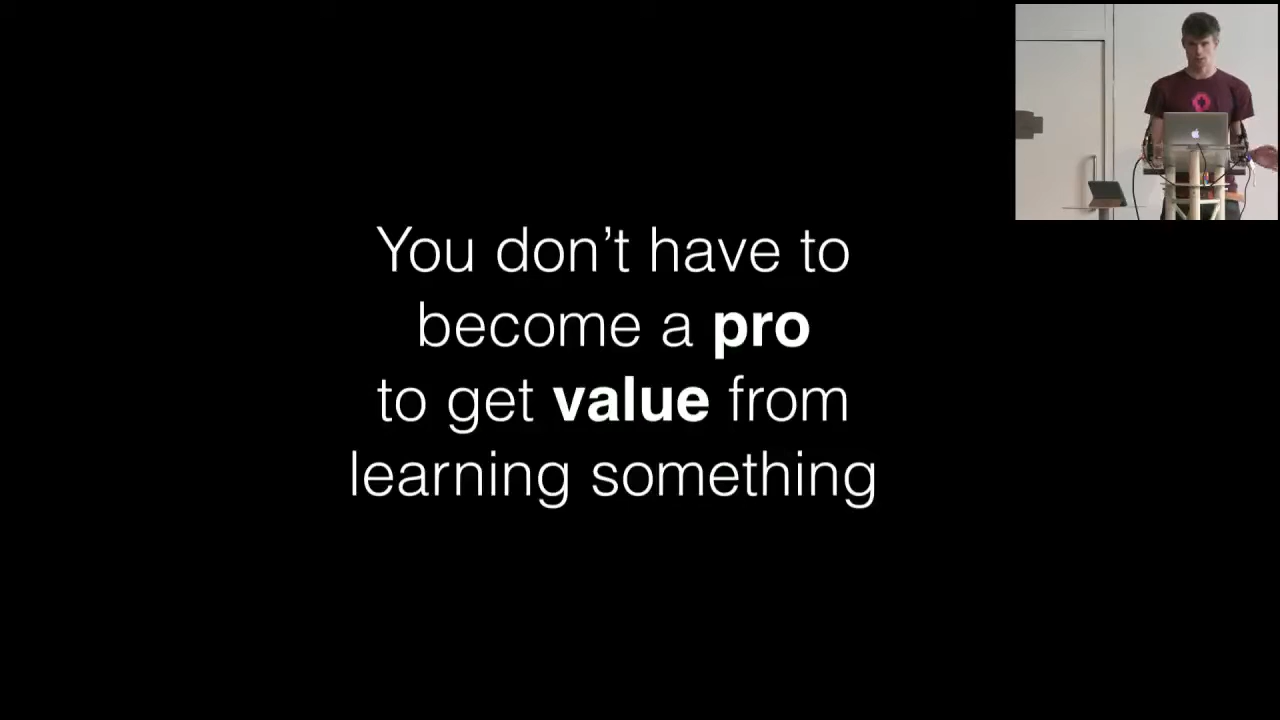 You don’t have to
become a pro
to get value from
learning something